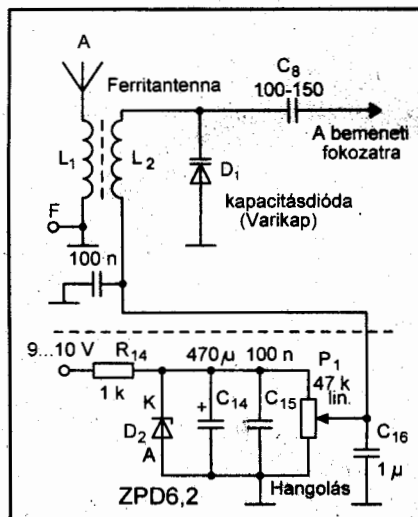 A
Ferritantenna
C8
100-150
A bemeneti
fokozatra
L1
L2
D1
kapacitásdióda
(Varikap)
F
100 n
9...10 V
R14
1 k
470 µ
100 n
P1
47 k
lin.
K
D2
A
+
C14
C15
C16
1 µ
ZPD6,2
Hangolás